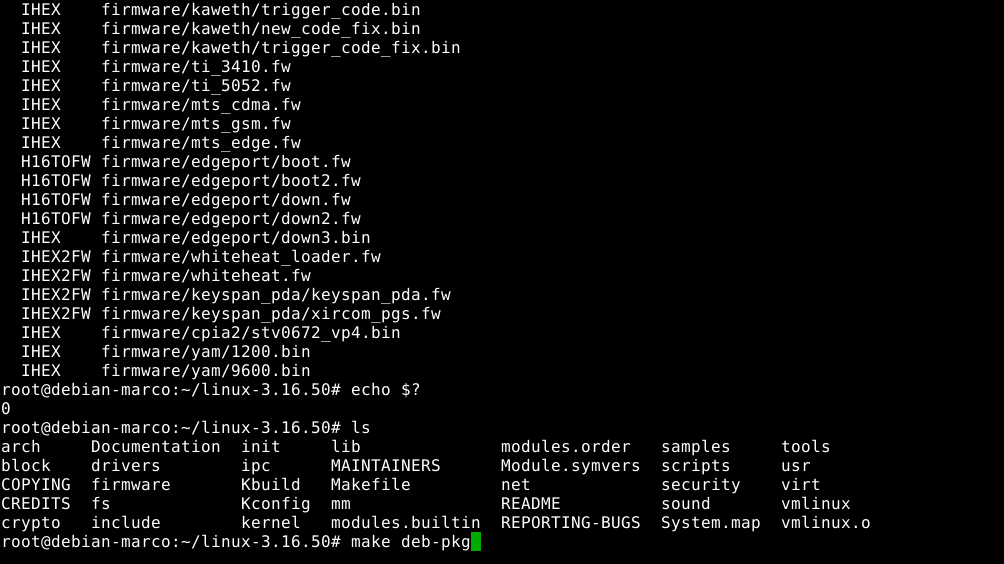 IHEX    firmware/kaweth/trigger_code.bin
IHEX    firmware/kaweth/new_code_fix.bin
IHEX    firmware/kaweth/trigger_code_fix.bin
IHEX    firmware/ti_3410.fw
IHEX    firmware/ti_5052.fw
IHEX    firmware/mts_cdma.fw
IHEX    firmware/mts_gsm.fw
IHEX    firmware/mts_edge.fw
H16TOFW firmware/edgeport/boot.fw
H16TOFW firmware/edgeport/boot2.fw
H16TOFW firmware/edgeport/down.fw
H16TOFW firmware/edgeport/down2.fw
IHEX    firmware/edgeport/down3.bin
IHEX2FW firmware/whiteheat_loader.fw
IHEX2FW firmware/whiteheat.fw
IHEX2FW firmware/keyspan_pda/keyspan_pda.fw
IHEX2FW firmware/keyspan_pda/xircom_pgs.fw
IHEX    firmware/cpia2/stv0672_vp4.bin
IHEX    firmware/yam/1200.bin
IHEX    firmware/yam/9600.bin
root@debian-marco:~/linux-3.16.50# echo $?
0
root@debian-marco:~/linux-3.16.50# ls
arch     Documentation  init     lib              modules.order   samples     tools
block    drivers        ipc      MAINTAINERS      Module.symvers  scripts     usr
COPYING  firmware       Kbuild   Makefile         net             security    virt
CREDITS  fs             Kconfig  mm               README          sound       vmlinux
crypto   include        kernel   modules.builtin  REPORTING-BUGS  System.map  vmlinux.o
root@debian-marco:~/linux-3.16.50# make deb-pkg